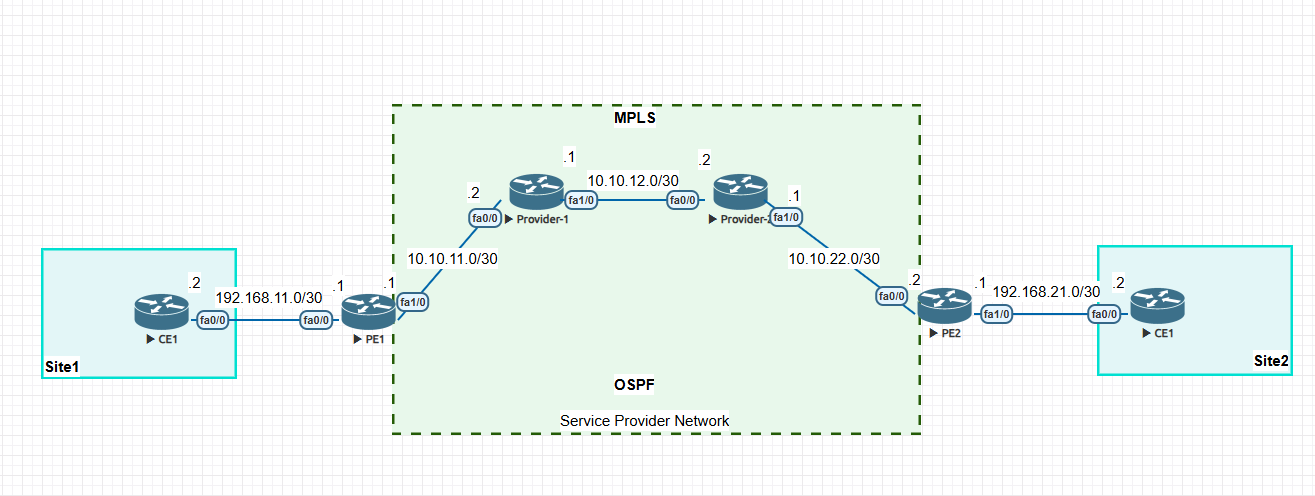 MPLS
.1
10.10.12.0/30
.2
fa1/0
fa0/0
.2
fa0/0
Provider-1
Provider-
.1
fa1/0
10.10.11.0/30
10.10.22.0/30
.2
192.168.11.0/30
.1
.1
fa0/0
fa0/0
fa1/0
CE1
PE1
Site1
fa0/0
.2
.1
192.168.21.0/30
.2
fa1/0
fa0/0
PE2
CE1
Site2
OSPF
Service Provider Network